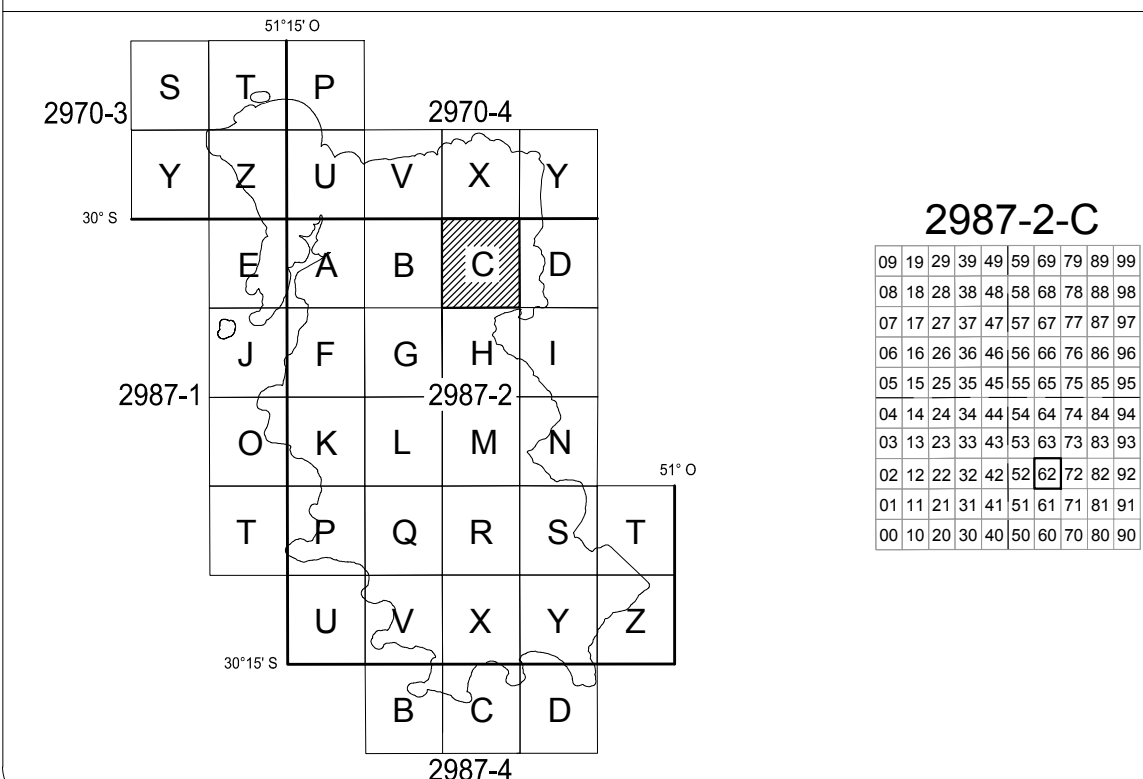 51°15' O
S T P
2970-3 2970-4
Y Z U V X Y
30° S
E A B C D
J F G H I
2987-1 2987-2
O K L M N
51° O
T P Q R S T
U V X Y Z
30°15' S
B C D
2987-4
2987-2-C
09 19 29 39 49 59 69 79 89 99
08 18 28 38 48 58 68 78 88 98
07 17 27 37 47 57 67 77 87 97
06 16 26 36 46 56 66 76 86 96
05 15 25 35 45 55 65 75 85 95
04 14 24 34 44 54 64 74 84 94
03 13 23 33 43 53 63 73 83 93
02 12 22 32 42 52 62 72 82 92
01 11 21 31 41 51 61 71 81 91
00 10 20 30 40 50 60 70 80 90